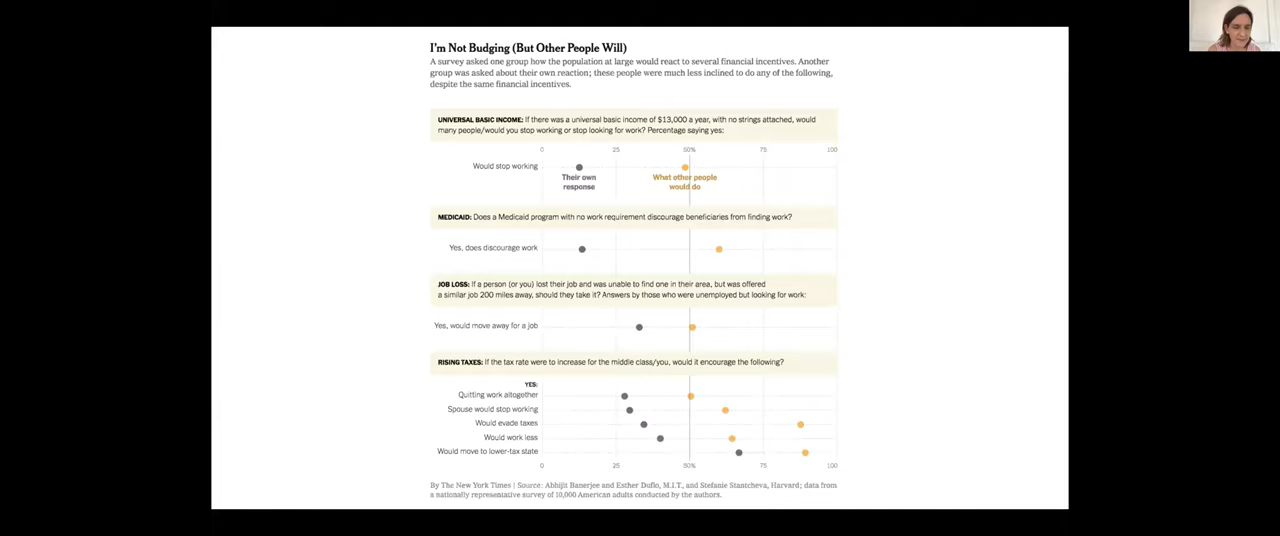 I'm Not Budging (But Other People Will)
A survey asked one group how the population at large would react to several financial incentives. Another
group was asked about their own reaction; these people were much less inclined to do any of the following,
despite the same financial incentives.
UNIVERSAL BASIC INCOME: If there was a universal basic income of $13,000 a year, with no strings attached, would
many people/would you stop working or stop looking for work? Percentage saying yes:
0 25 50% 75 100
Would stop working
Their own What other people
response would do
MEDICAID: Does a Medicaid program with no work requirement discourage beneficiaries from finding work?
Yes, does discourage work
JOB LOSS: If a person (or you) lost their job and was unable to find one in their area, but was offered
a similar job 200 miles away, should they take it? Answers by those who were unemployed but looking for work:
Yes, would move away for a job
RISING TAXES: If the tax rate were to increase for the middle class/you, would it encourage the following?
YES:
Quitting work altogether
Spouse would stop working
Would evade taxes
Would work less
Would move to lower-tax state
0 25 50% 75 100
By The New York Times | Source: Abhijit Banerjee and Esther Duflo, M.I.T., and Stefanie Stantcheva, Harvard; data from
a nationally representative survey of 10,000 American adults conducted by the authors.